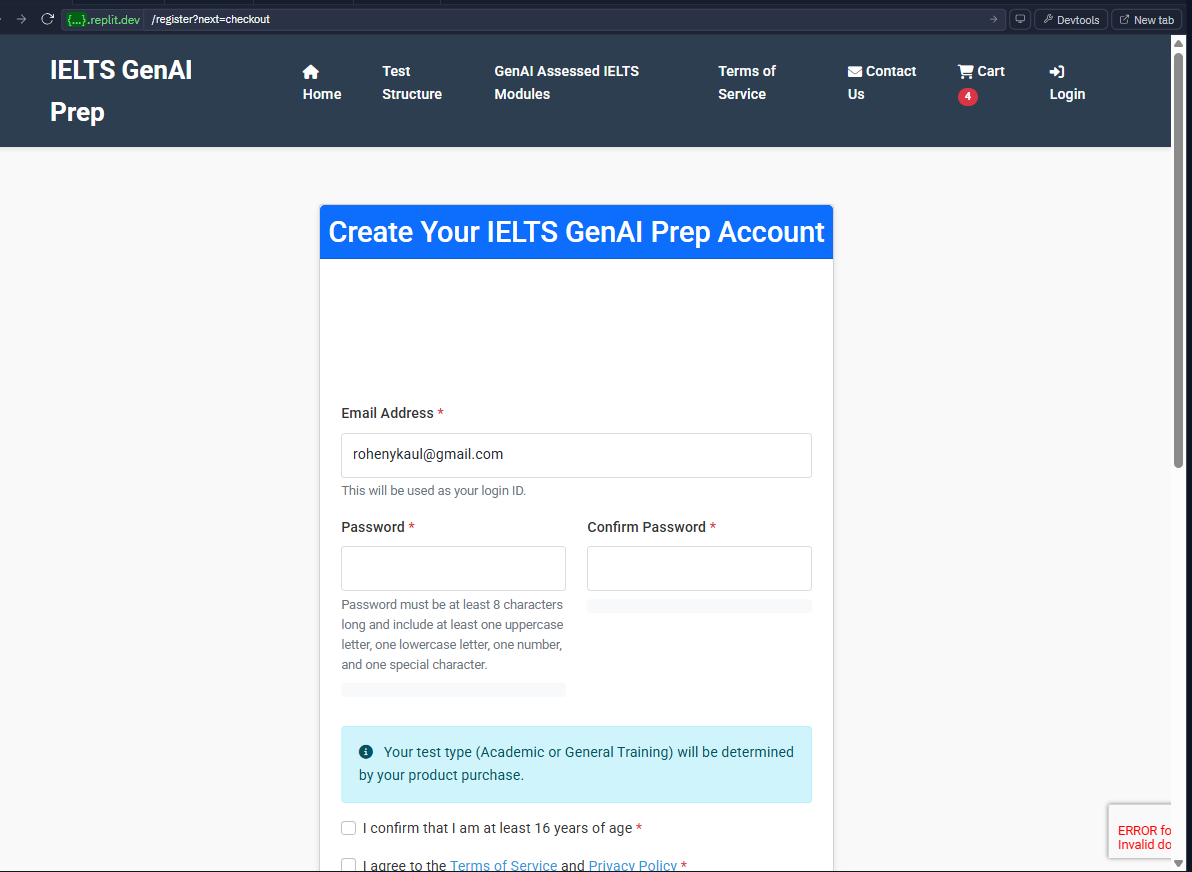 {...}.replit.dev /register?next=checkout Devtools New tab
IELTS GenAI
Prep
Home
Test
Structure
GenAI Assessed IELTS
Modules
Terms of
Service
Contact
Us
Cart
4
Login
Create Your IELTS GenAI Prep Account
Email Address *
rohenykaul@gmail.com
This will be used as your login ID.
Password *
Confirm Password *
Password must be at least 8 characters
long and include at least one uppercase
letter, one lowercase letter, one number,
and one special character.
Your test type (Academic or General Training) will be determined
by your product purchase.
I confirm that I am at least 16 years of age *
I agree to the Terms of Service and Privacy Policy *
ERROR fo
Invalid do